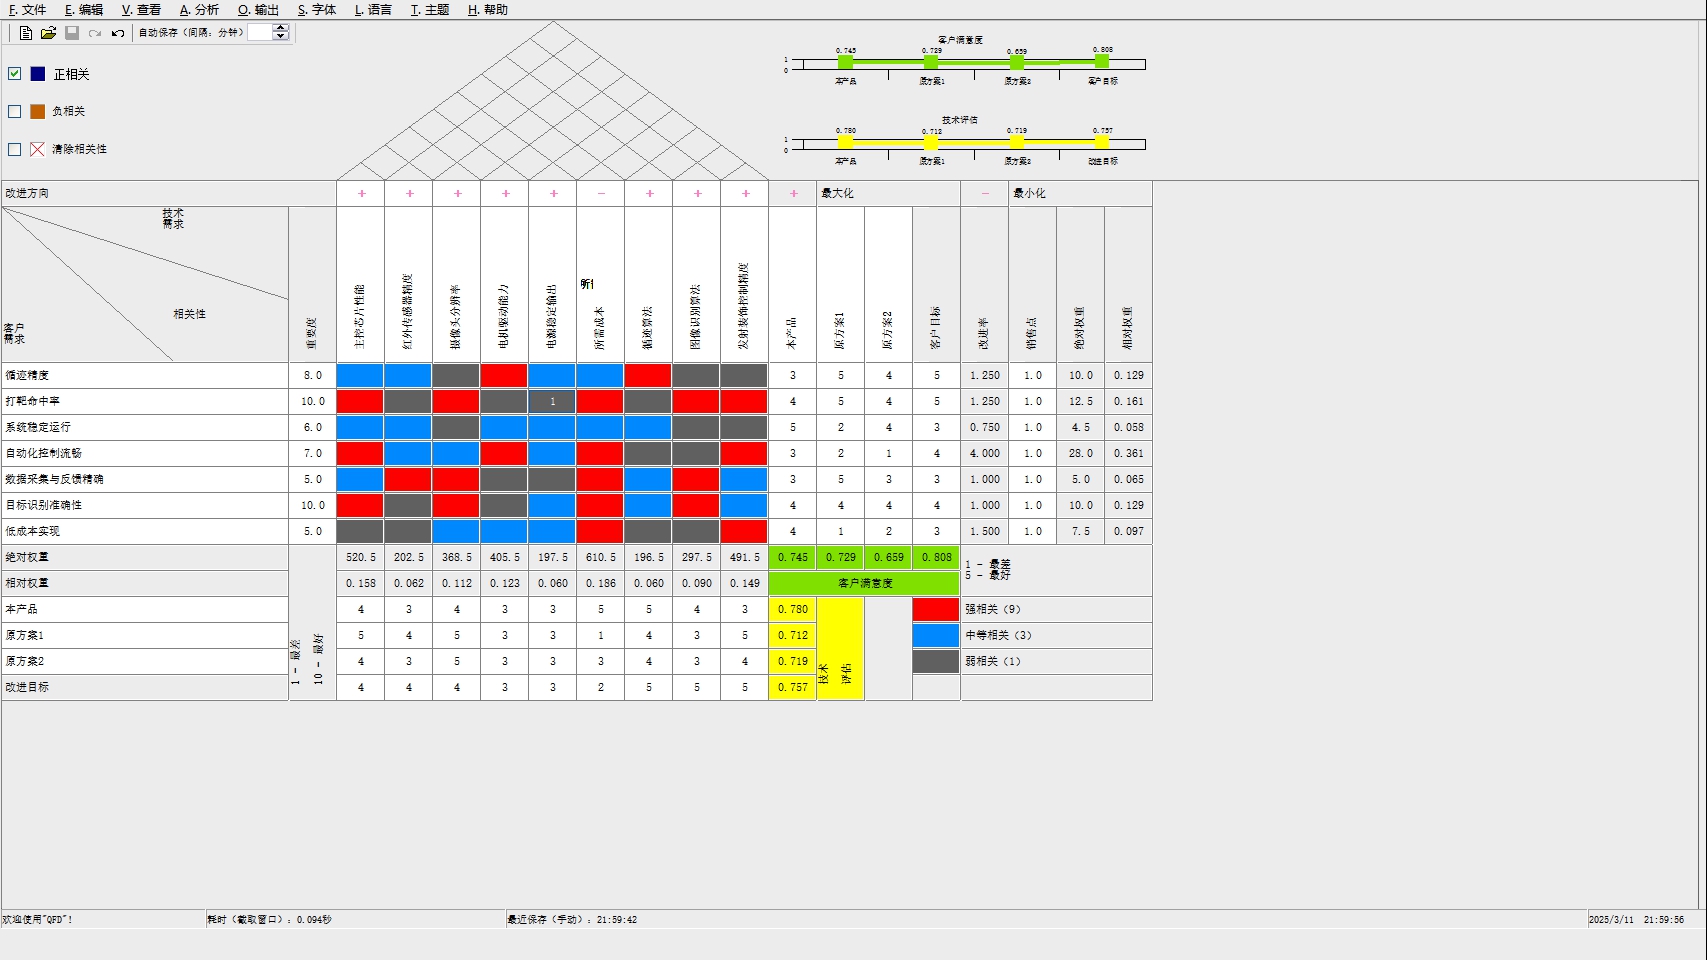 F. 文件 E. 编辑 V. 查看 A. 分析 O. 输出 S. 字体 L. 语言 T. 主题 H. 帮助
自动保存（间隔：分钟）
正相关
负相关
清除相关性
客户满意度
0.745 0.729 0.659 0.808
1
0
本产品 原方案1 原方案2 客户目标
技术评估
0.780 0.712 0.719 0.757
1
0
本产品 原方案1 原方案2 改进目标
改进方向 + + + + + - + + + + 最大化 - 最小化
技术
需求
相关性
客户
需求
重要度
主控芯片性能
红外传感器精度
摄像头分辨率
电机驱动能力
电源稳定输出
所需成本
循迹算法
图像识别算法
发射装饰控制精度
本产品
原方案1
原方案2
客户目标
改进率
销售点
绝对权重
相对权重
循迹精度 8.0 3 5 4 5 1.250 1.0 10.0 0.129
打靶命中率 10.0 1 4 5 4 5 1.250 1.0 12.5 0.161
系统稳定运行 6.0 5 2 4 3 0.750 1.0 4.5 0.058
自动化控制流畅 7.0 3 2 1 4 4.000 1.0 28.0 0.361
数据采集与反馈精确 5.0 3 5 3 3 1.000 1.0 5.0 0.065
目标识别准确性 10.0 4 4 4 4 1.000 1.0 10.0 0.129
低成本实现 5.0 4 1 2 3 1.500 1.0 7.5 0.097
绝对权重 520.5 202.5 368.5 405.5 197.5 610.5 196.5 297.5 491.5 0.745 0.729 0.659 0.808
1 - 最差
5 - 最好
相对权重 0.158 0.062 0.112 0.123 0.060 0.186 0.060 0.090 0.149 客户满意度
1 - 最差
10 - 最好
本产品 4 3 4 3 3 5 5 4 3 0.780 强相关（9）
原方案1 5 4 5 3 3 1 4 3 5 0.712 中等相关（3）
原方案2 4 3 5 3 3 3 4 3 4 0.719 弱相关（1）
改进目标 4 4 4 3 3 2 5 5 5 0.757
技术
评估
欢迎使用"QFD"! 耗时（截取窗口）：0.094秒 最近保存（手动）：21:59:42 2025/3/11 21:59:56